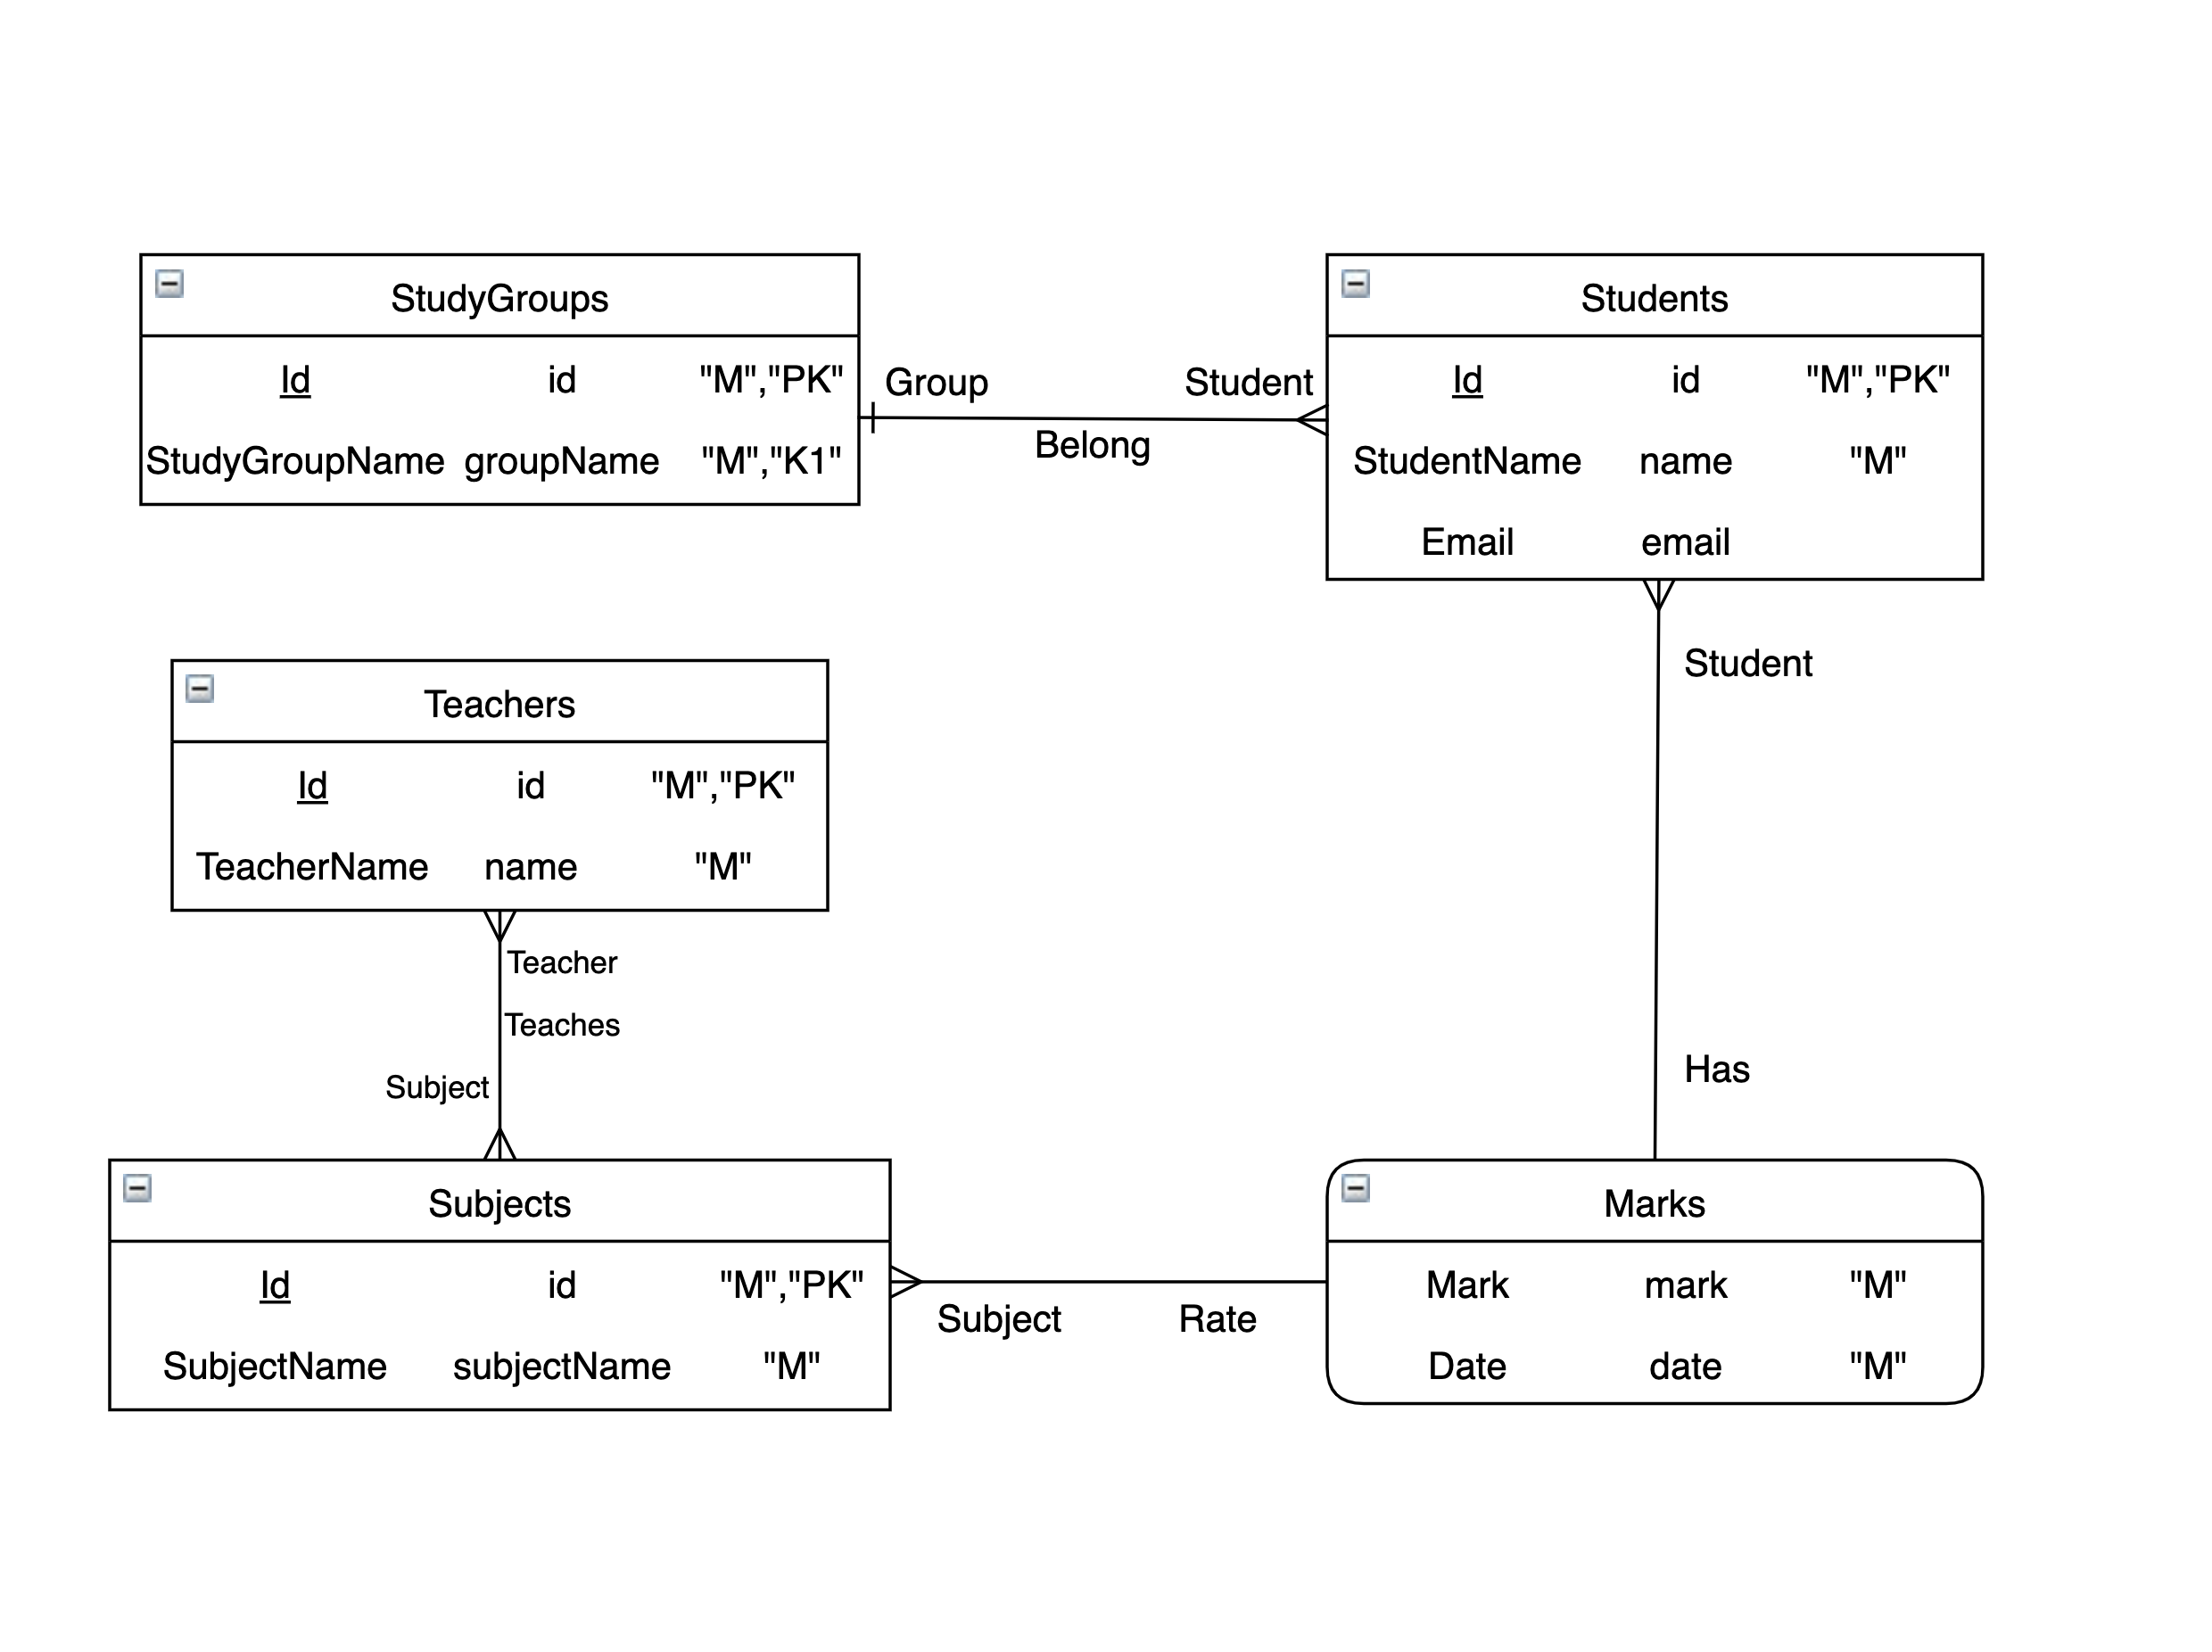 StudyGroups
Id id "M","PK"
StudyGroupName groupName "M","K1"
Group
Student
Belong
Students
Id id "M","PK"
StudentName name "M"
Email email
Student
Has
Teachers
Id id "M","PK"
TeacherName name "M"
Teacher
Teaches
Subject
Subjects
Id id "M","PK"
SubjectName subjectName "M"
Subject
Rate
Marks
Mark mark "M"
Date date "M"